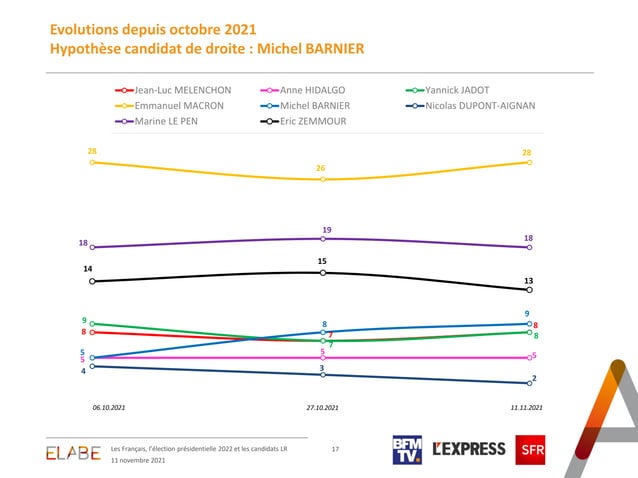 Evolutions depuis octobre 2021
Hypothèse candidat de droite : Michel BARNIER
Jean-Luc MELENCHON Anne HIDALGO Yannick JADOT
Emmanuel MACRON Michel BARNIER Nicolas DUPONT-AIGNAN
Marine LE PEN Eric ZEMMOUR
28 26 28
18 19 18
14 15 13
9 8 9
8 7 8
7 8
5 5 5
5
4 3 2
06.10.2021 27.10.2021 11.11.2021
ELABE
Les Français, l'élection présidentielle 2022 et les candidats LR
11 novembre 2021
17
BFM
TV.
L'EXPRESS
SFR